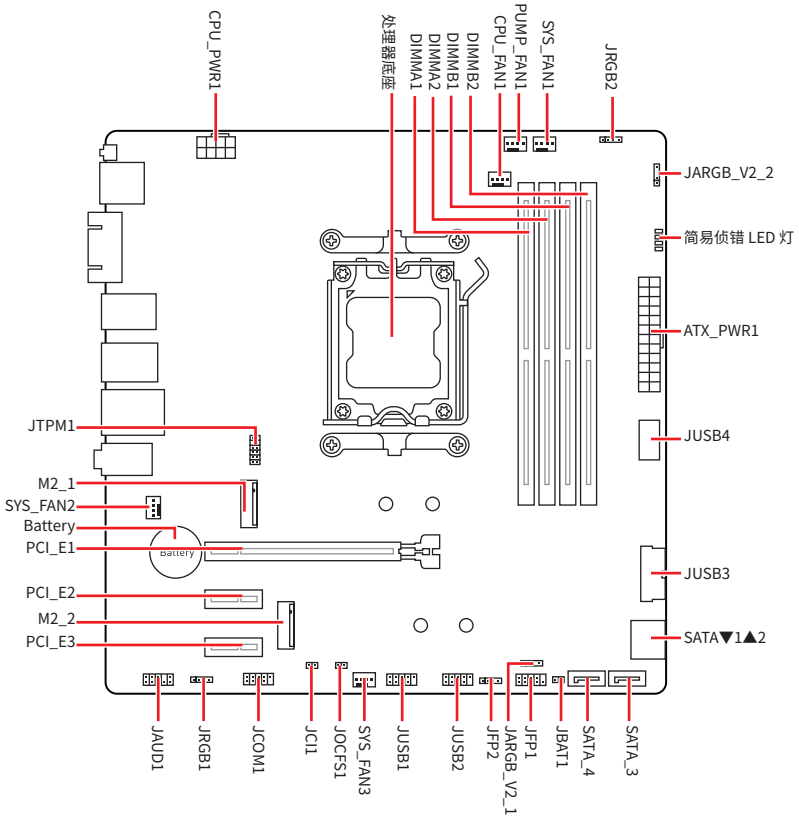 CPU_PWR1
处理器底座
DIMMA1
DIMMA2
DIMMB1
DIMMB2
CPU_FAN1
PUMP_FAN1
SYS_FAN1
JRGB2
JARGB_V2_2
简易侦错 LED 灯
ATX_PWR1
JUSB4
JUSB3
SATA▼1▲2
JTPM1
M2_1
SYS_FAN2
Battery
Battery
PCI_E1
PCI_E2
M2_2
PCI_E3
JAUD1
JRGB1
JCOM1
JCI1
JOCFS1
SYS_FAN3
JUSB1
JUSB2
JFP2
JARGB_V2_1
JFP1
JBAT1
SATA_4
SATA_3